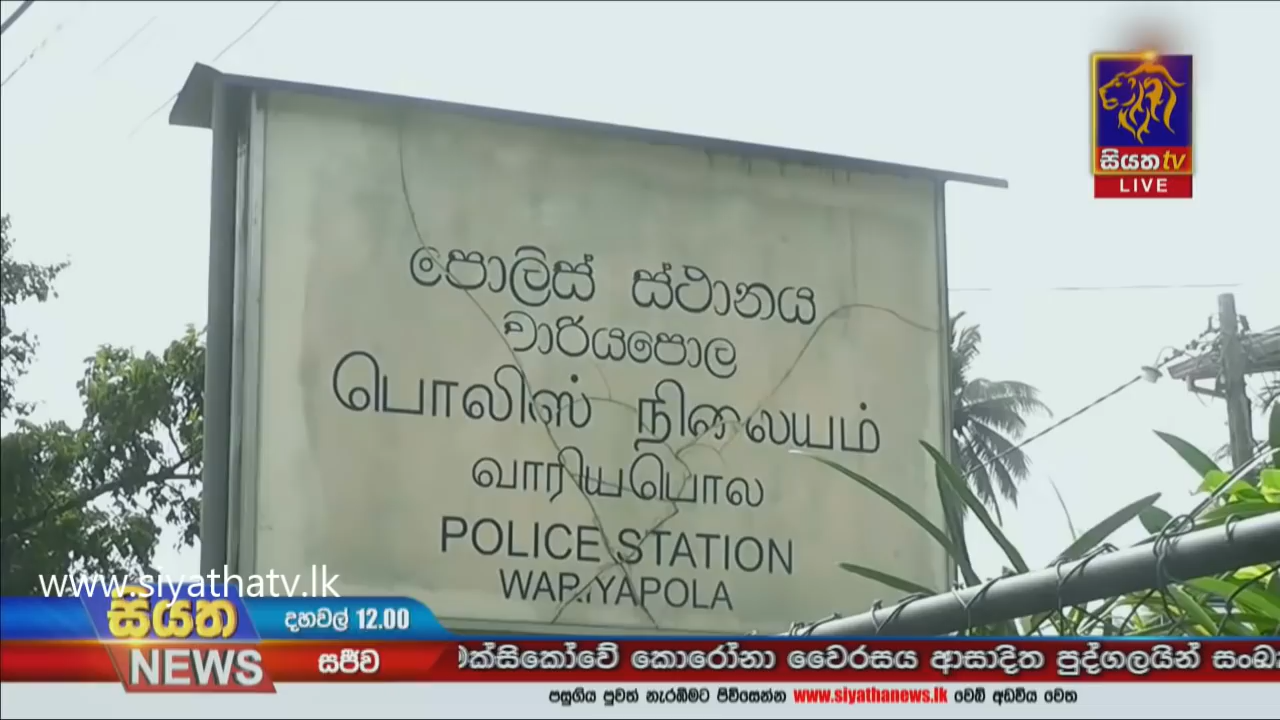 සියත tv
LIVE
පොලිස් ස්ථානය
වාරියපොල
பொலிஸ் நிலையம்
வாரியபொல
POLICE STATION
WARIYAPOLA
www.siyathatv.lk
සියත
NEWS
දහවල් 12.00
සජීව
කොරෝනා වෛරසය ආසාදිත පුද්ගලයින්
පසුගිය පුවත් නැරඹීමට පිවිසෙන්න www.siyathanews.lk වෙබ් අඩවිය වෙත